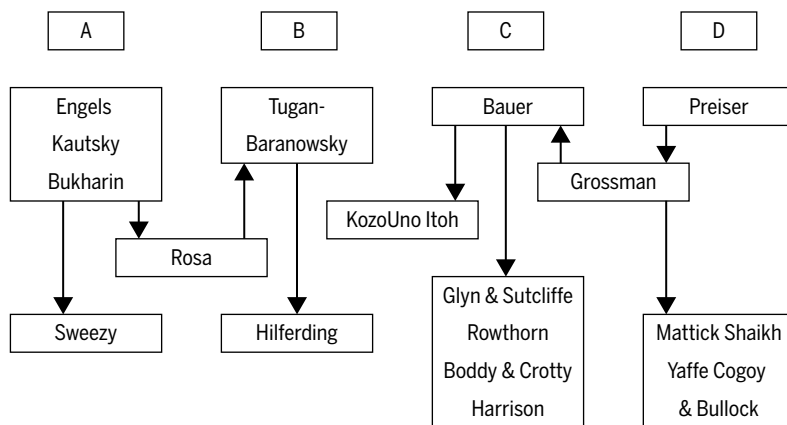 A
B
C
D
Engels
Kautsky
Bukharin
Tugan-
Baranowsky
Bauer
Preiser
Grossman
KozoUno Itoh
Rosa
Sweezy
Hilferding
Glyn & Sutcliffe
Rowthorn
Boddy & Crotty
Harrison
Mattick Shaikh
Yaffe Cogoy
& Bullock